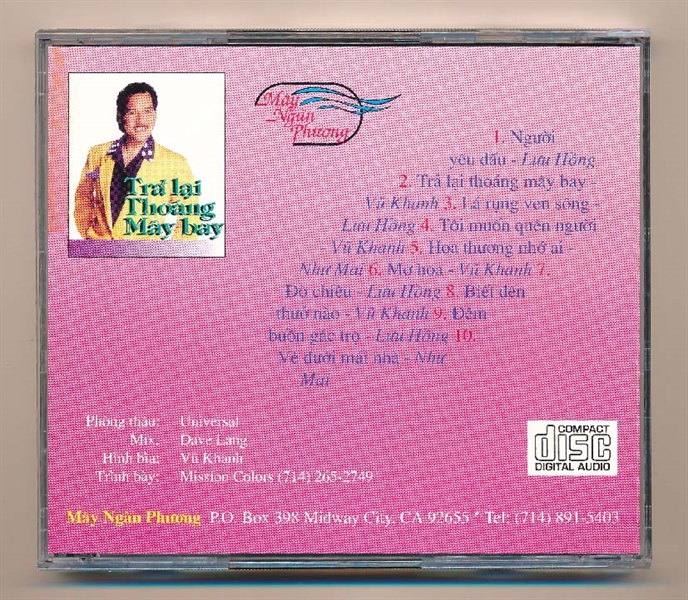 Trả lại
Thoáng
Mây bay
Mây
Ngàn
Phương
1. Người
yêu dấu - Lưu Hồng
2. Trả lại thoáng mây bay -
Vũ Khanh 3. Lá rụng ven sông -
Lưu Hồng 4. Tôi muốn quên người
- Vũ Khanh 5. Hoa thương nhớ ai
Như Mai 6. Mơ hoa - Vũ Khanh 7.
Đò chiều - Lưu Hồng 8. Biết đến
thuở nào - Vũ Khanh 9. Đêm
buồn gác trọ - Lưu Hồng 10.
Về dưới mái nhà - Như
Mai
Phòng thâu: Universal
Mix: Dave Lang
Hình bìa: Vũ Khanh
Trình bày: Mission Colors (714) 265-2749
COMPACT
disc
DIGITAL AUDIO
Mây Ngàn Phương P.O. Box 398 Midway City, CA 92655 * Tel: (714) 891-5403